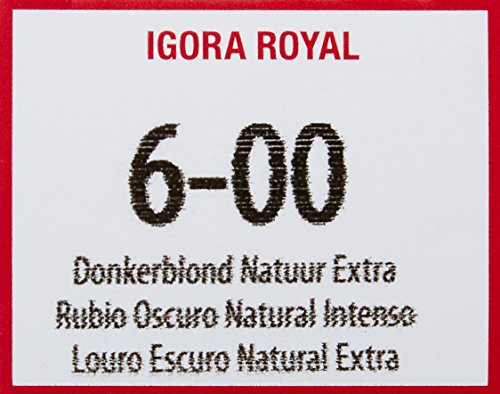 IGORA ROYAL
6-00
Donkerblond Natuur Extra
Rubio Oscuro Natural Intenso
Louro Escuro Natural Extra